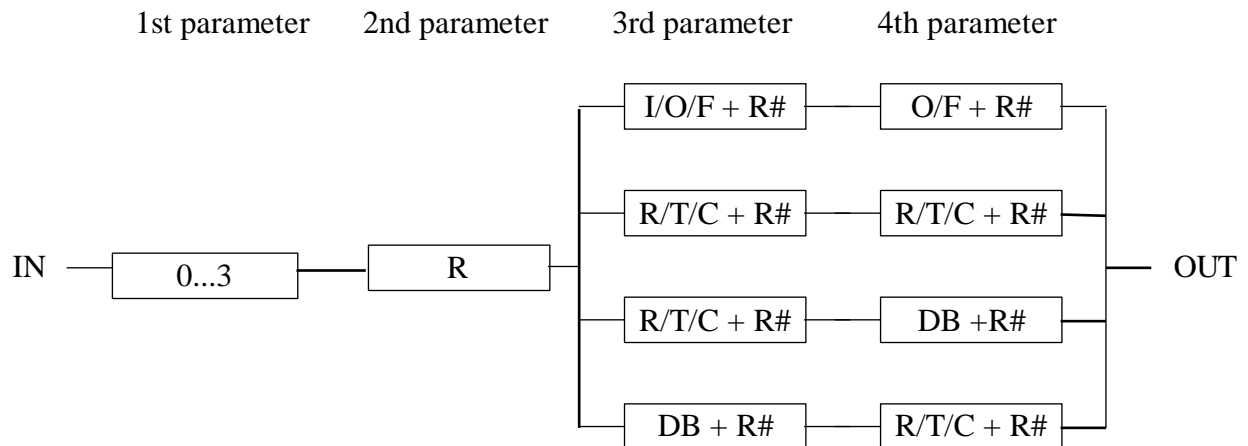 1st parameter 2nd parameter 3rd parameter 4th parameter
I/O/F + R# O/F + R#
R/T/C + R# R/T/C + R#
IN 0...3 R OUT
R/T/C + R# DB +R#
DB + R# R/T/C + R#